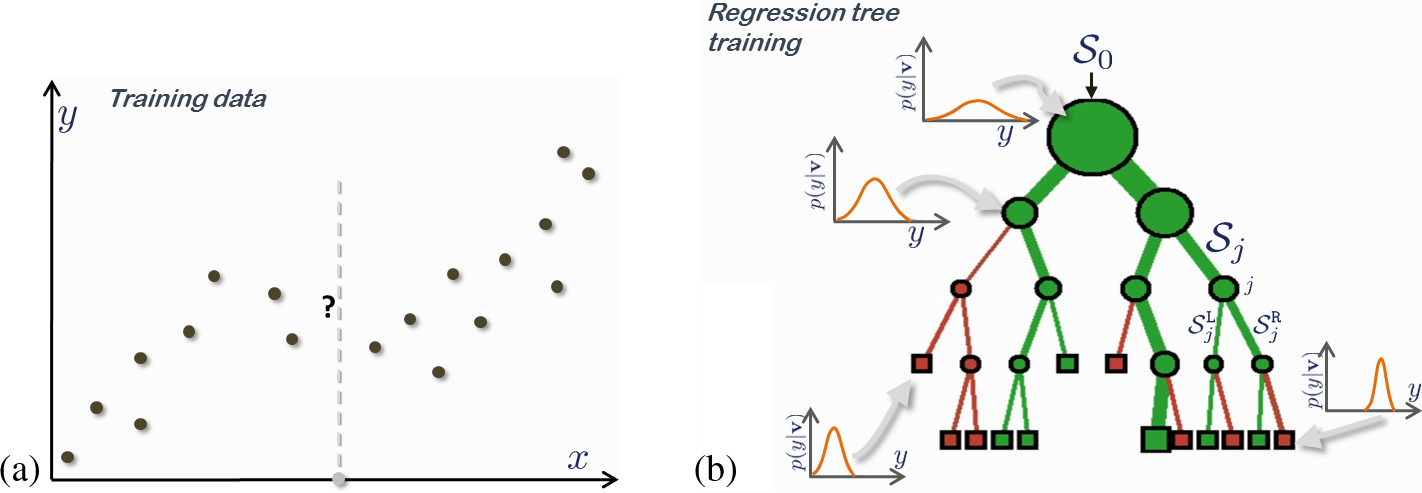 (a)
Training data
y
?
x
(b)
Regression tree
training
S₀
p(y|v)
y
p(y|v)
y
Sⱼ
j
Sⱼᴸ
Sⱼᴿ
p(y|v)
y
p(y|v)
y